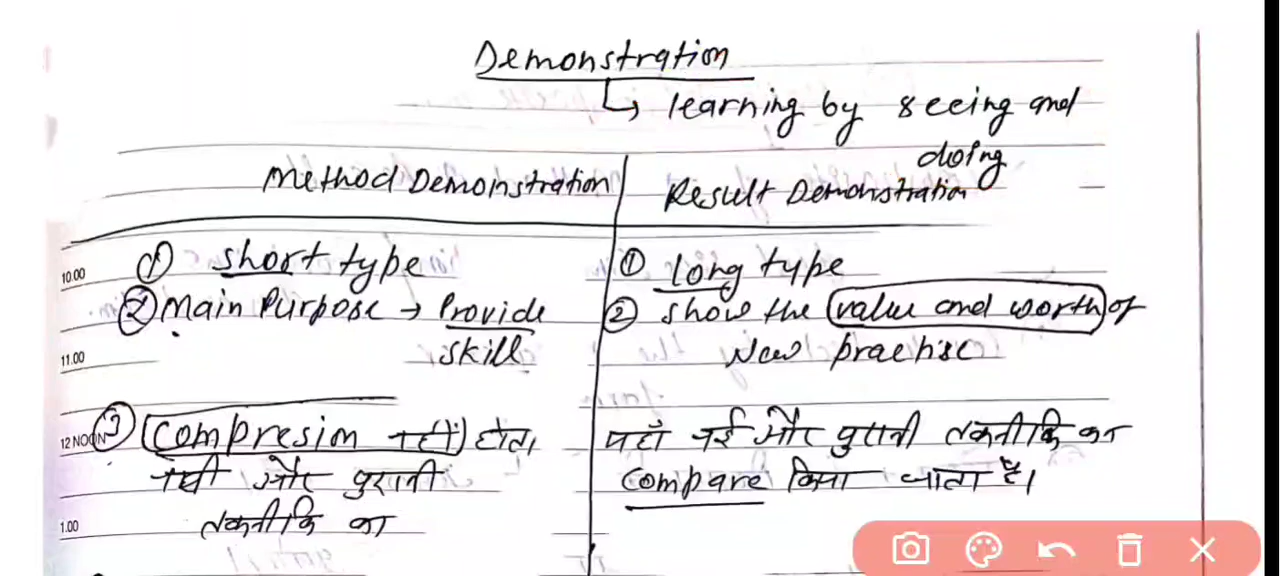 Demonstration
↳ learning by seeing and
doing
Method Demonstration
Result Demonstration
① short type
① long type
② Main Purpose → Provide
② show the value and worth of
skill
New practise
③ Compresion नहीं होता
यहाँ नई और पुरानी तकनीकि का
नयी और पुरानी
compare किया जाता है।
तकनीकि का
10.00
11.00
12 NOON
1.00